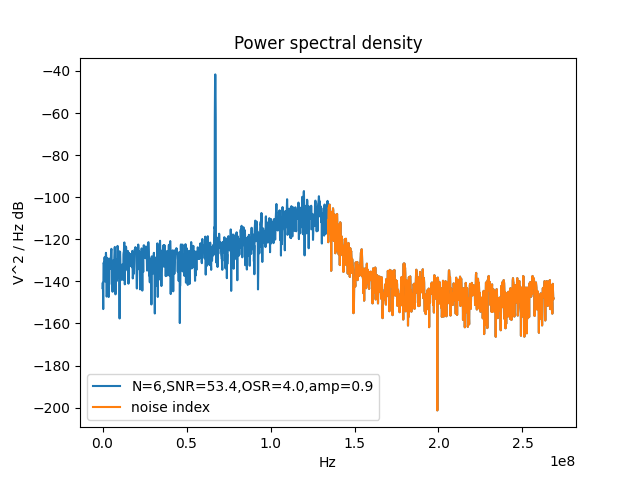 Power spectral density
V^2 / Hz dB
−40
−60
−80
−100
−120
−140
−160
−180
−200
N=6,SNR=53.4,OSR=4.0,amp=0.9
noise index
0.0 0.5 1.0 1.5 2.0 2.5
1e8
Hz